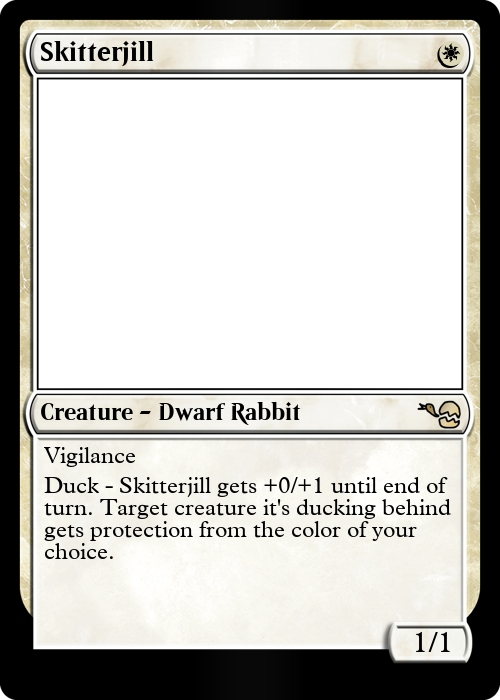 Skitterjill
Creature - Dwarf Rabbit
Vigilance
Duck - Skitterjill gets +0/+1 until end of
turn. Target creature it's ducking behind
gets protection from the color of your
choice.
1/1